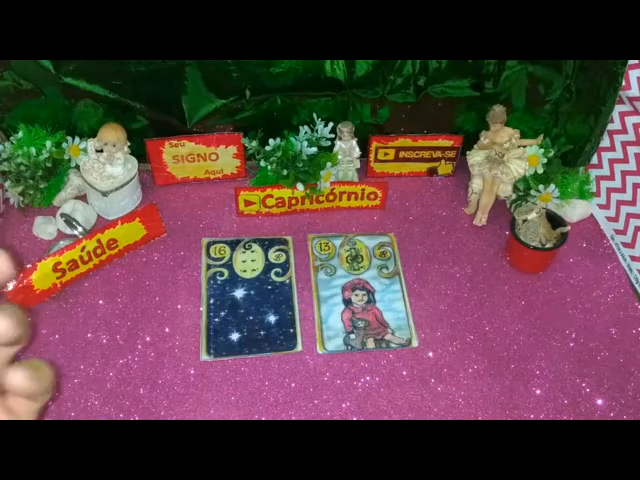 Seu
SIGNO
Aqui
INSCREVA-SE
Capricórnio
Saúde
16
13